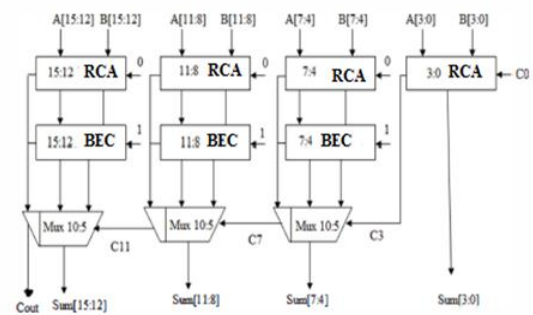 A[15:12] B[15:12] A[11:8] B[11:8] A[7:4] B[7:4] A[3:0] B[3:0]
15:12 RCA 0 11:8 RCA 0 7:4 RCA 0 3:0 RCA C0
15:12 BEC 1 11:8 BEC 1 7:4 BEC 1
Mux 10:5 C11 Mux 10:5 C7 Mux 10:5 C3
Cout Sum[15:12] Sum[11:8] Sum[7:4] Sum[3:0]